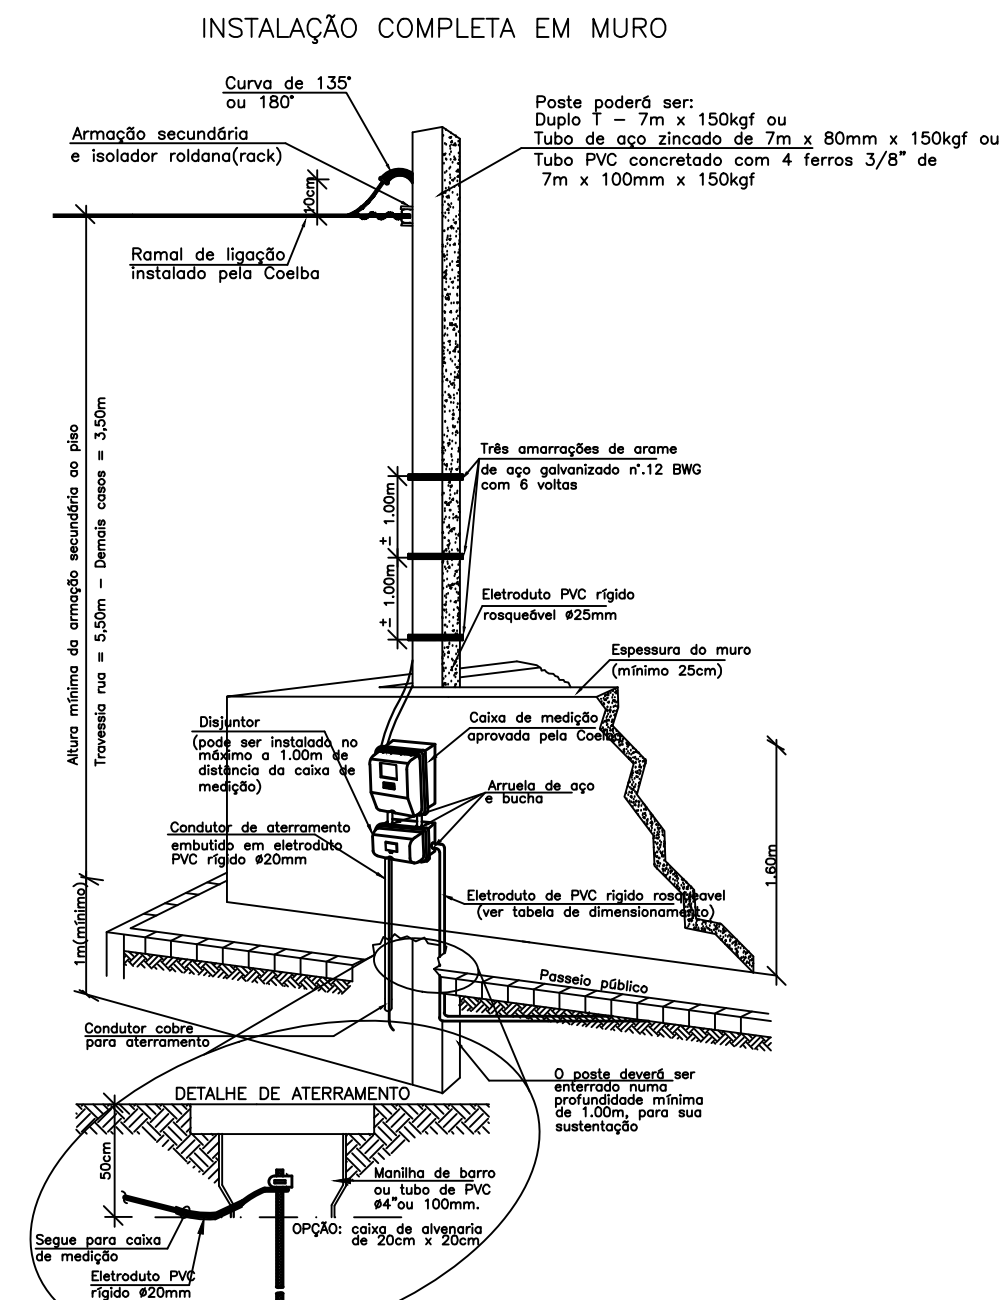 INSTALAÇÃO COMPLETA EM MURO
Curva de 135°
ou 180°
Poste poderá ser:
Duplo T - 7m x 150kgf ou
Tubo de aço zincado de 7m x 80mm x 150kgf ou
Tubo PVC concretado com 4 ferros 3/8" de
7m x 100mm x 150kgf
Armação secundária
e isolador roldana(rack)
10cm
Ramal de ligação
instalado pela Coelba
Altura mínima da armação secundária ao piso
Travessia rua = 5,50m - Demais casos = 3,50m
Três amarrações de arame
de aço galvanizado n°.12 BWG
com 6 voltas
± 1.00m
± 1.00m
Eletroduto PVC rígido
rosqueável ø25mm
Espessura do muro
(mínimo 25cm)
Disjuntor
(pode ser instalado no
máximo a 1.00m de
distância da caixa de
medição)
Caixa de medição
aprovada pela Coelba
Arruela de aço
e bucha
Condutor de aterramento
embutido em eletroduto
PVC rígido ø20mm
1.60m
Eletroduto de PVC rigido rosqueavel
(ver tabela de dimensionamento)
1m(mínimo)
Passeio público
Condutor cobre
para aterramento
O poste deverá ser
enterrado numa
profundidade mínima
de 1.00m, para sua
sustentação
DETALHE DE ATERRAMENTO
50cm
Manilha de barro
ou tubo de PVC
ø4"ou 100mm.
OPÇÃO: caixa de alvenaria
de 20cm x 20cm
Segue para caixa
de medição
Eletroduto PVC
rígido ø20mm